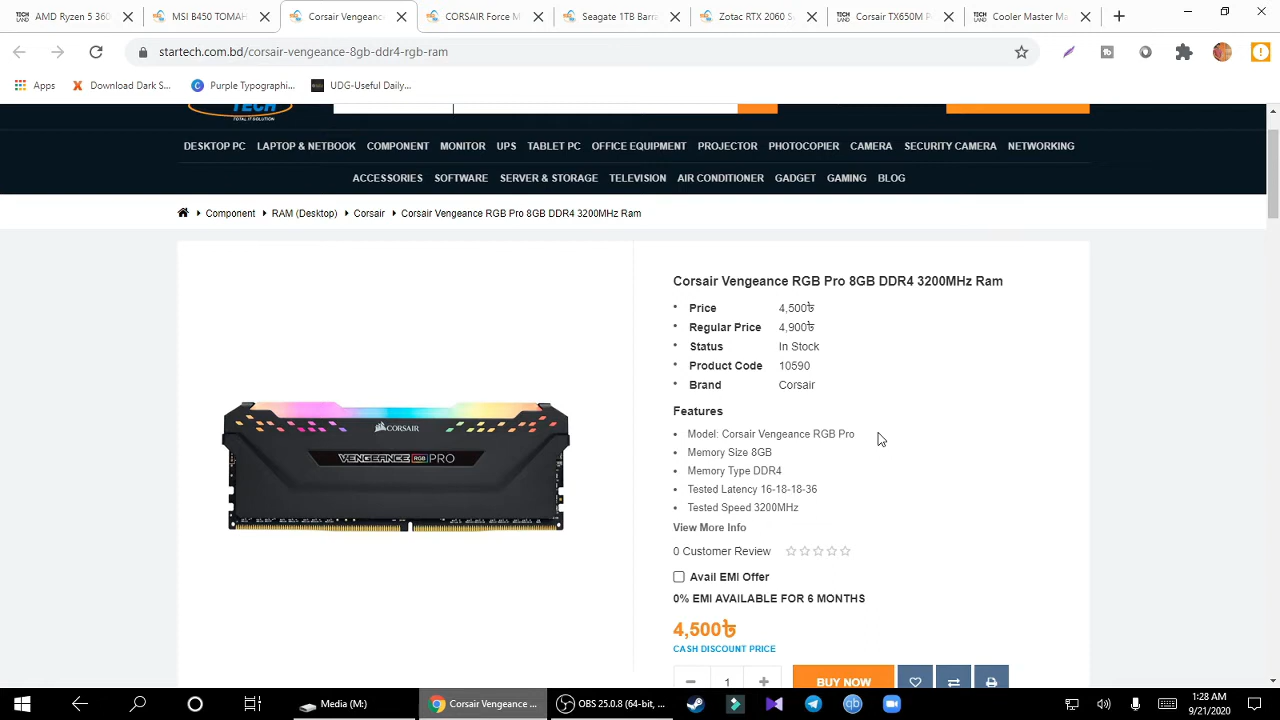 AMD Ryzen 5 360
MSI B450 TOMAH
Corsair Vengeance
CORSAIR Force M
Seagate 1TB Barra
Zotac RTX 2060 S
Corsair TX650M P
Cooler Master Ma
startech.com.bd/corsair-vengeance-8gb-ddr4-rgb-ram
Apps
Download Dark S...
Purple Typographi...
UDG-Useful Daily...
TECH
TOTAL IT SOLUTION
DESKTOP PC LAPTOP & NETBOOK COMPONENT MONITOR UPS TABLET PC OFFICE EQUIPMENT PROJECTOR PHOTOCOPIER CAMERA SECURITY CAMERA NETWORKING
ACCESSORIES SOFTWARE SERVER & STORAGE TELEVISION AIR CONDITIONER GADGET GAMING BLOG
Component RAM (Desktop) Corsair Corsair Vengeance RGB Pro 8GB DDR4 3200MHz Ram
CORSAIR
VENGEANCE RGB PRO
Corsair Vengeance RGB Pro 8GB DDR4 3200MHz Ram
Price 4,500৳
Regular Price 4,900৳
Status In Stock
Product Code 10590
Brand Corsair
Features
Model: Corsair Vengeance RGB Pro
Memory Size 8GB
Memory Type DDR4
Tested Latency 16-18-18-36
Tested Speed 3200MHz
View More Info
0 Customer Review
Avail EMI Offer
0% EMI AVAILABLE FOR 6 MONTHS
4,500৳
CASH DISCOUNT PRICE
1
BUY NOW
Media (M:)
Corsair Vengeance ...
OBS 25.0.8 (64-bit, ...
1:28 AM
9/21/2020